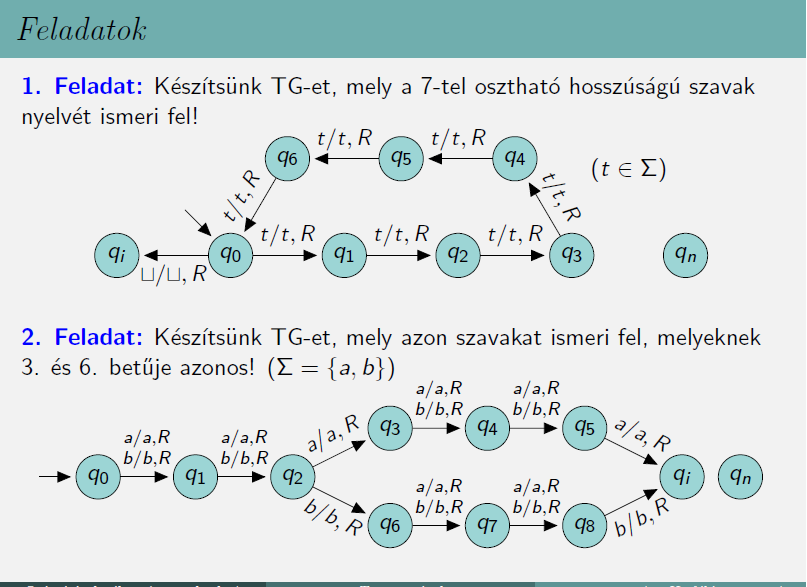 Feladatok
1. Feladat: Készítsünk TG-et, mely a 7-tel osztható hosszúságú szavak
nyelvét ismeri fel!
t/t, R t/t, R
q6 q5 q4 (t ∈ Σ)
t/t, R t/t, R
t/t, R t/t, R t/t, R
qi q0 q1 q2 q3 qn
⊔/⊔, R
2. Feladat: Készítsünk TG-et, mely azon szavakat ismeri fel, melyeknek
3. és 6. betűje azonos! (Σ = {a, b})
a/a,R a/a,R
b/b,R b/b,R
q3 q4 q5
a/a, R a/a, R
a/a,R a/a,R
b/b,R b/b,R
q0 q1 q2 qi qn
a/a,R a/a,R
b/b,R b/b,R
b/b, R b/b, R
q6 q7 q8